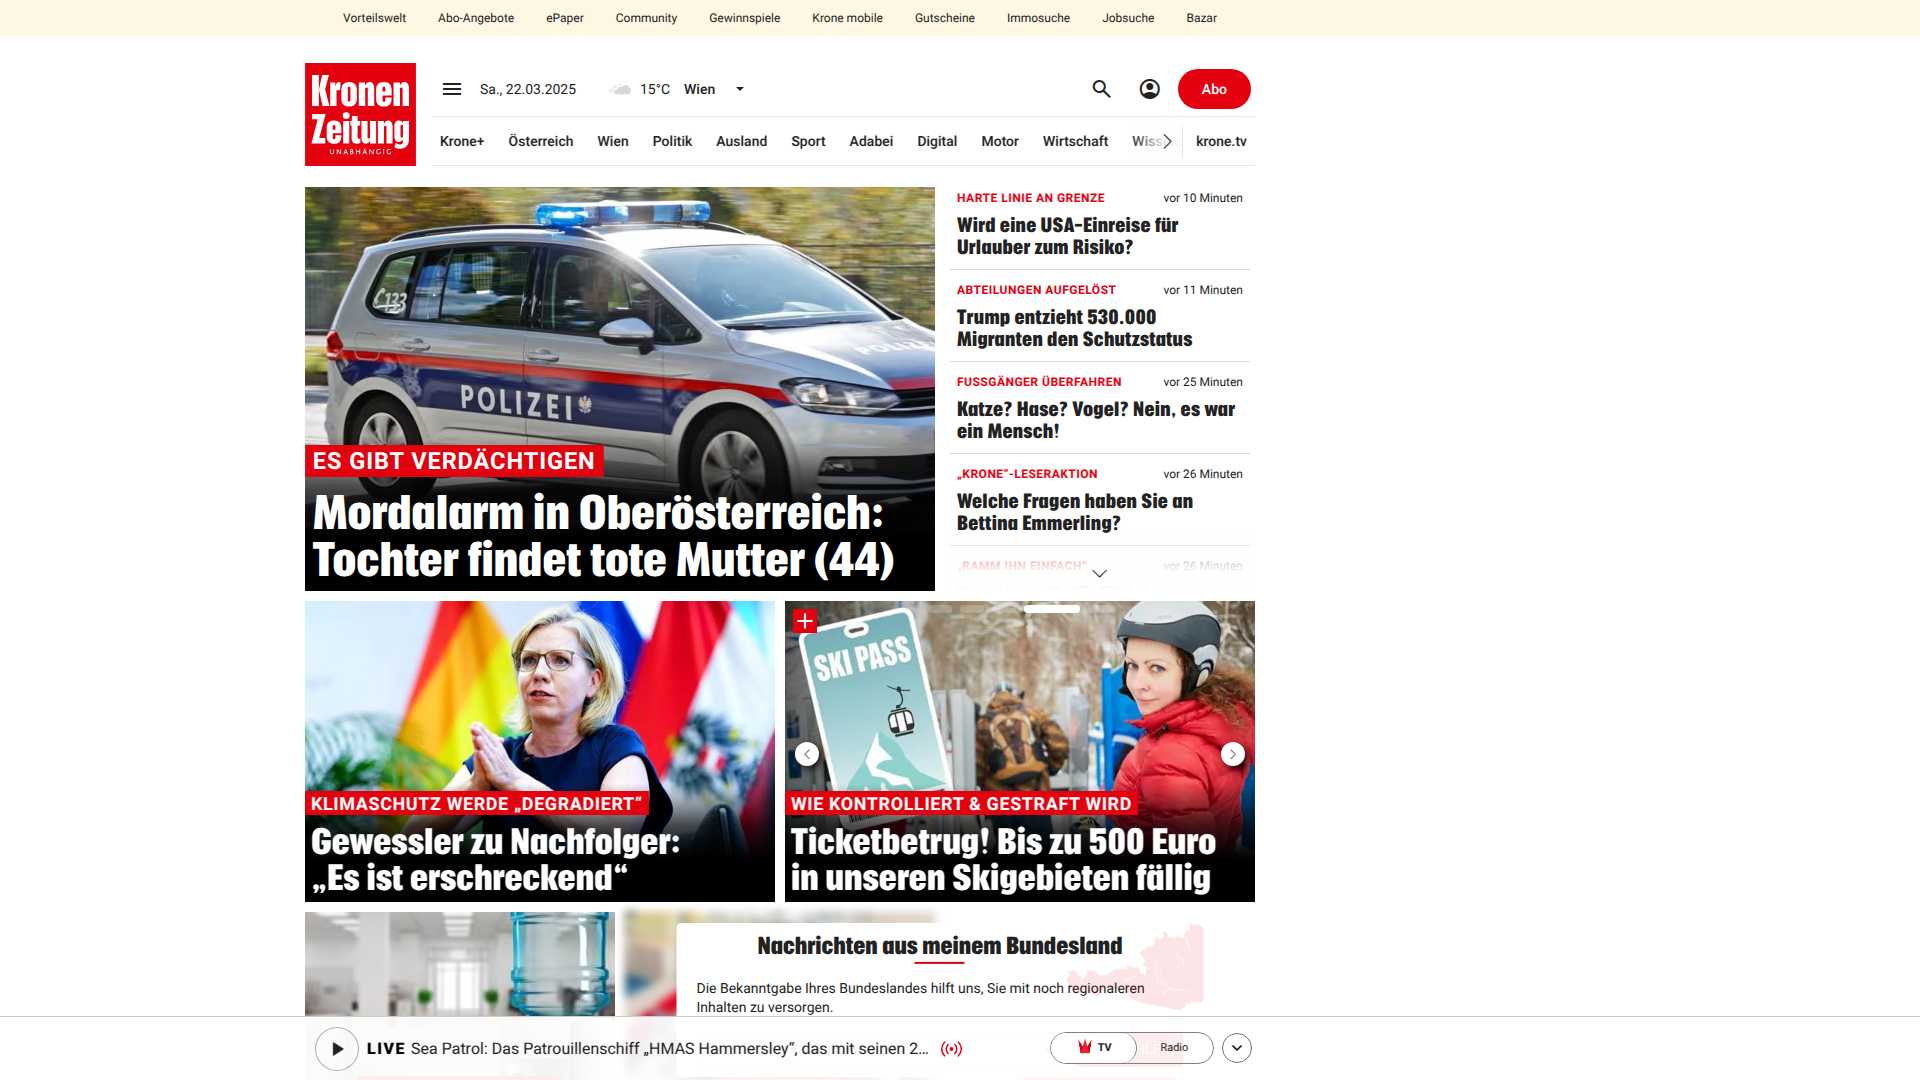 Vorteilswelt Abo-Angebote ePaper Community Gewinnspiele Krone mobile Gutscheine Immosuche Jobsuche Bazar
Kronen
Zeitung
UNABHÄNGIG
Sa., 22.03.2025 15°C Wien
Abo
Krone+ Österreich Wien Politik Ausland Sport Adabei Digital Motor Wirtschaft Wiss krone.tv
C133
POLIZEI
POLIZEI
ES GIBT VERDÄCHTIGEN
Mordalarm in Oberösterreich:
Tochter findet tote Mutter (44)
HARTE LINIE AN GRENZE vor 10 Minuten
Wird eine USA-Einreise für
Urlauber zum Risiko?
ABTEILUNGEN AUFGELÖST vor 11 Minuten
Trump entzieht 530.000
Migranten den Schutzstatus
FUSSGÄNGER ÜBERFAHREN vor 25 Minuten
Katze? Hase? Vogel? Nein, es war
ein Mensch!
„KRONE“-LESERAKTION vor 26 Minuten
Welche Fragen haben Sie an
Bettina Emmerling?
„RAMM IHN EINFACH“ vor 26 Minuten
KLIMASCHUTZ WERDE „DEGRADIERT“
Gewessler zu Nachfolger:
„Es ist erschreckend“
SKI PASS
WIE KONTROLLIERT & GESTRAFT WIRD
Ticketbetrug! Bis zu 500 Euro
in unseren Skigebieten fällig
Nachrichten aus meinem Bundesland
Die Bekanntgabe Ihres Bundeslandes hilft uns, Sie mit noch regionaleren
Inhalten zu versorgen.
LIVE Sea Patrol: Das Patrouillenschiff „HMAS Hammersley“, das mit seinen 2...
TV Radio